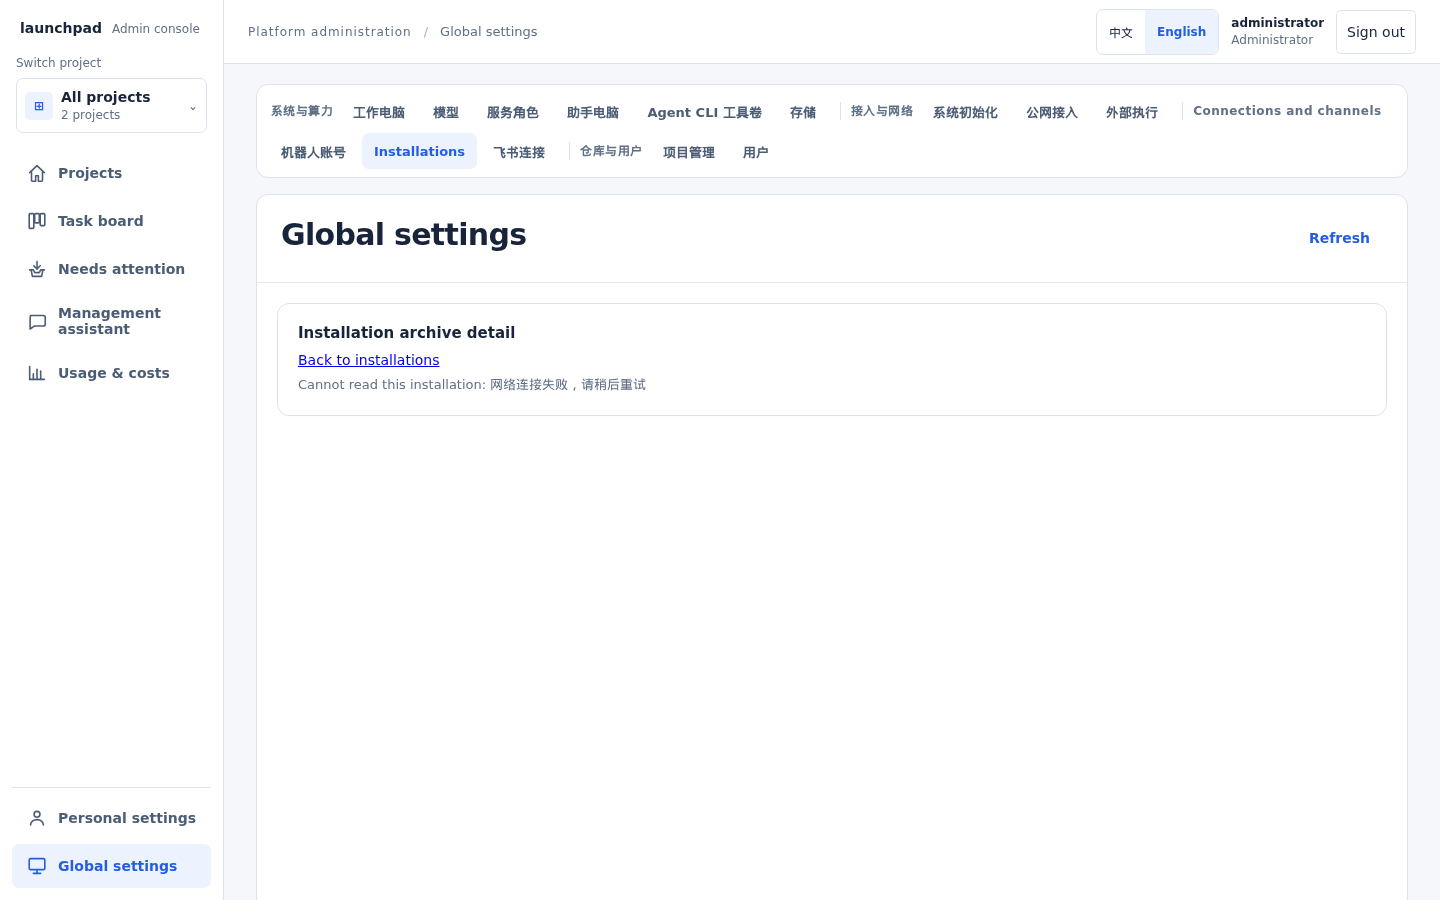 launchpad Admin console
Switch project
All projects
2 projects
Projects
Task board
Needs attention
Management
assistant
Usage & costs
Personal settings
Global settings
Platform administration / Global settings
中文 English
administrator
Administrator
Sign out
系统与算力 工作电脑 模型 服务角色 助手电脑 Agent CLI 工具卷 存储 接入与网络 系统初始化 公网接入 外部执行 Connections and channels
机器人账号 Installations 飞书连接 仓库与用户 项目管理 用户
Global settings
Refresh
Installation archive detail
Back to installations
Cannot read this installation: 网络连接失败，请稍后重试